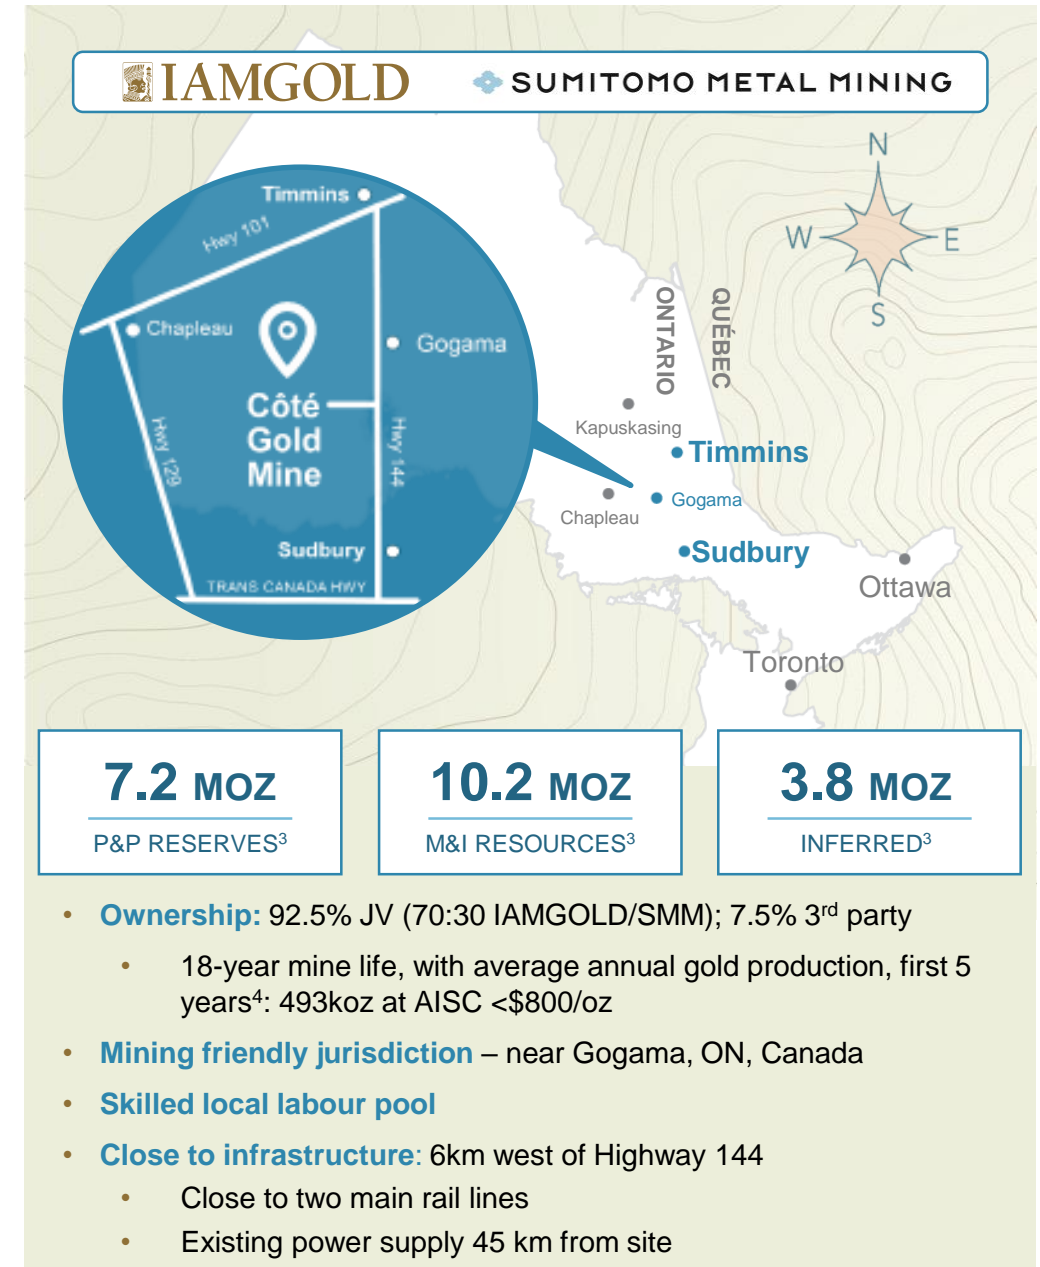 IAMGOLD
SUMITOMO METAL MINING
N
W
E
S
Timmins
Hwy 101
Chapleau
Gogama
Côté
Gold
Mine
Hwy 129
Hwy 144
Sudbury
TRANS CANADA HWY
ONTARIO
QUÉBEC
Kapuskasing
Timmins
Gogama
Chapleau
Sudbury
Ottawa
Toronto
7.2 MOZ
P&P RESERVES³
10.2 MOZ
M&I RESOURCES³
3.8 MOZ
INFERRED³
• Ownership: 92.5% JV (70:30 IAMGOLD/SMM); 7.5% 3rd party
• 18-year mine life, with average annual gold production, first 5
years⁴: 493koz at AISC <$800/oz
• Mining friendly jurisdiction – near Gogama, ON, Canada
• Skilled local labour pool
• Close to infrastructure: 6km west of Highway 144
• Close to two main rail lines
• Existing power supply 45 km from site